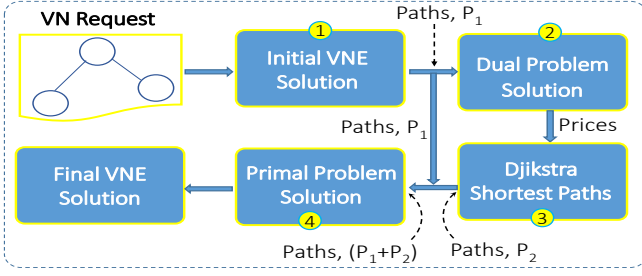 VN Request
Paths, P1
1
Initial VNE
Solution
2
Dual Problem
Solution
Paths, P1
Prices
Final VNE
Solution
Primal Problem
Solution
4
Djikstra
Shortest Paths
3
Paths, (P1+P2)
Paths, P2